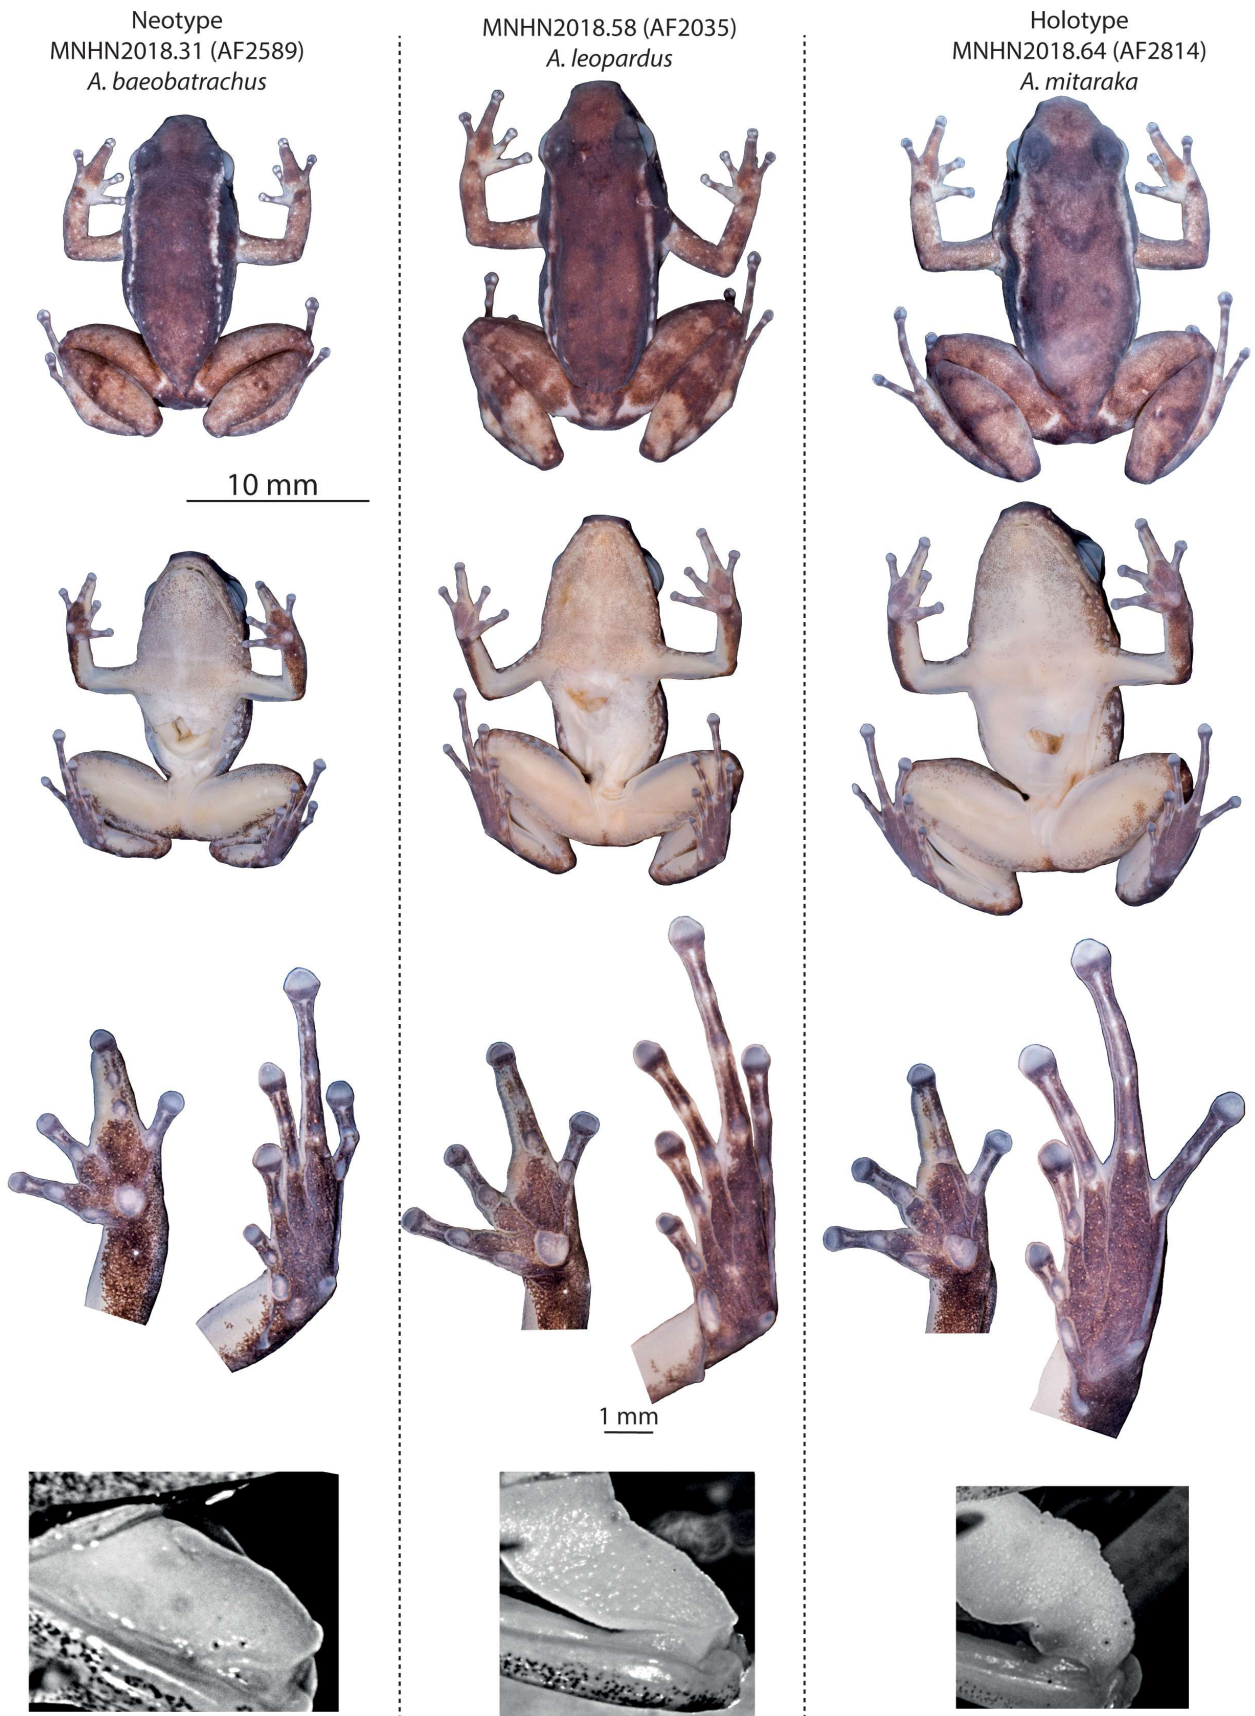 Neotype
MNHN2018.31 (AF2589)
A. baeobatrachus
MNHN2018.58 (AF2035)
A. leopardus
Holotype
MNHN2018.64 (AF2814)
A. mitaraka
10 mm
1 mm